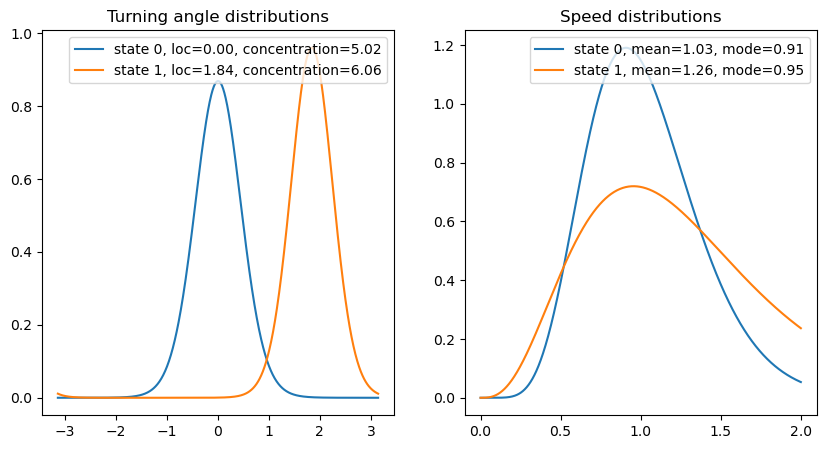 Turning angle distributions
state 0, loc=0.00, concentration=5.02
state 1, loc=1.84, concentration=6.06
1.0
0.8
0.6
0.4
0.2
0.0
−3 −2 −1 0 1 2 3
Speed distributions
state 0, mean=1.03, mode=0.91
state 1, mean=1.26, mode=0.95
1.2
1.0
0.8
0.6
0.4
0.2
0.0
0.0 0.5 1.0 1.5 2.0